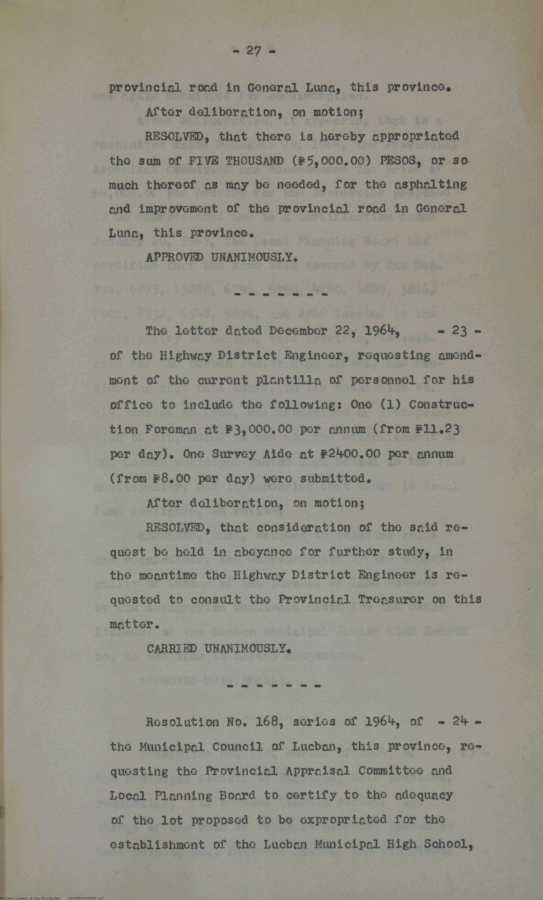 - 27 -
provincial road in General Luna, this province.
After deliberation, on motion;
RESOLVED, that there is hereby appropriated
the sum of FIVE THOUSAND (₱5,000.00) PESOS, or so
much thereof as may be needed, for the asphalting
and improvement of the provincial road in General
Luna, this province.
APPROVED UNANIMOUSLY.
- - - - - - -
The letter dated December 22, 1964, - 23 -
of the Highway District Engineer, requesting amend-
ment of the current plantilla of personnel for his
office to include the following: One (1) Construc-
tion Foreman at ₱3,000.00 per annum (from ₱11.23
per day). One Survey Aide at ₱2400.00 per annum
(from ₱8.00 per day) were submitted.
After deliberation, on motion;
RESOLVED, that consideration of the said re-
quest be held in abeyance for further study, in
the meantime the Highway District Engineer is re-
quested to consult the Provincial Treasurer on this
matter.
CARRIED UNANIMOUSLY.
- - - - - - -
Resolution No. 168, series of 1964, of - 24 -
the Municipal Council of Lucban, this province, re-
questing the Provincial Appraisal Committee and
Local Planning Board to certify to the adequacy
of the lot proposed to be expropriated for the
establishment of the Lucban Municipal High School,